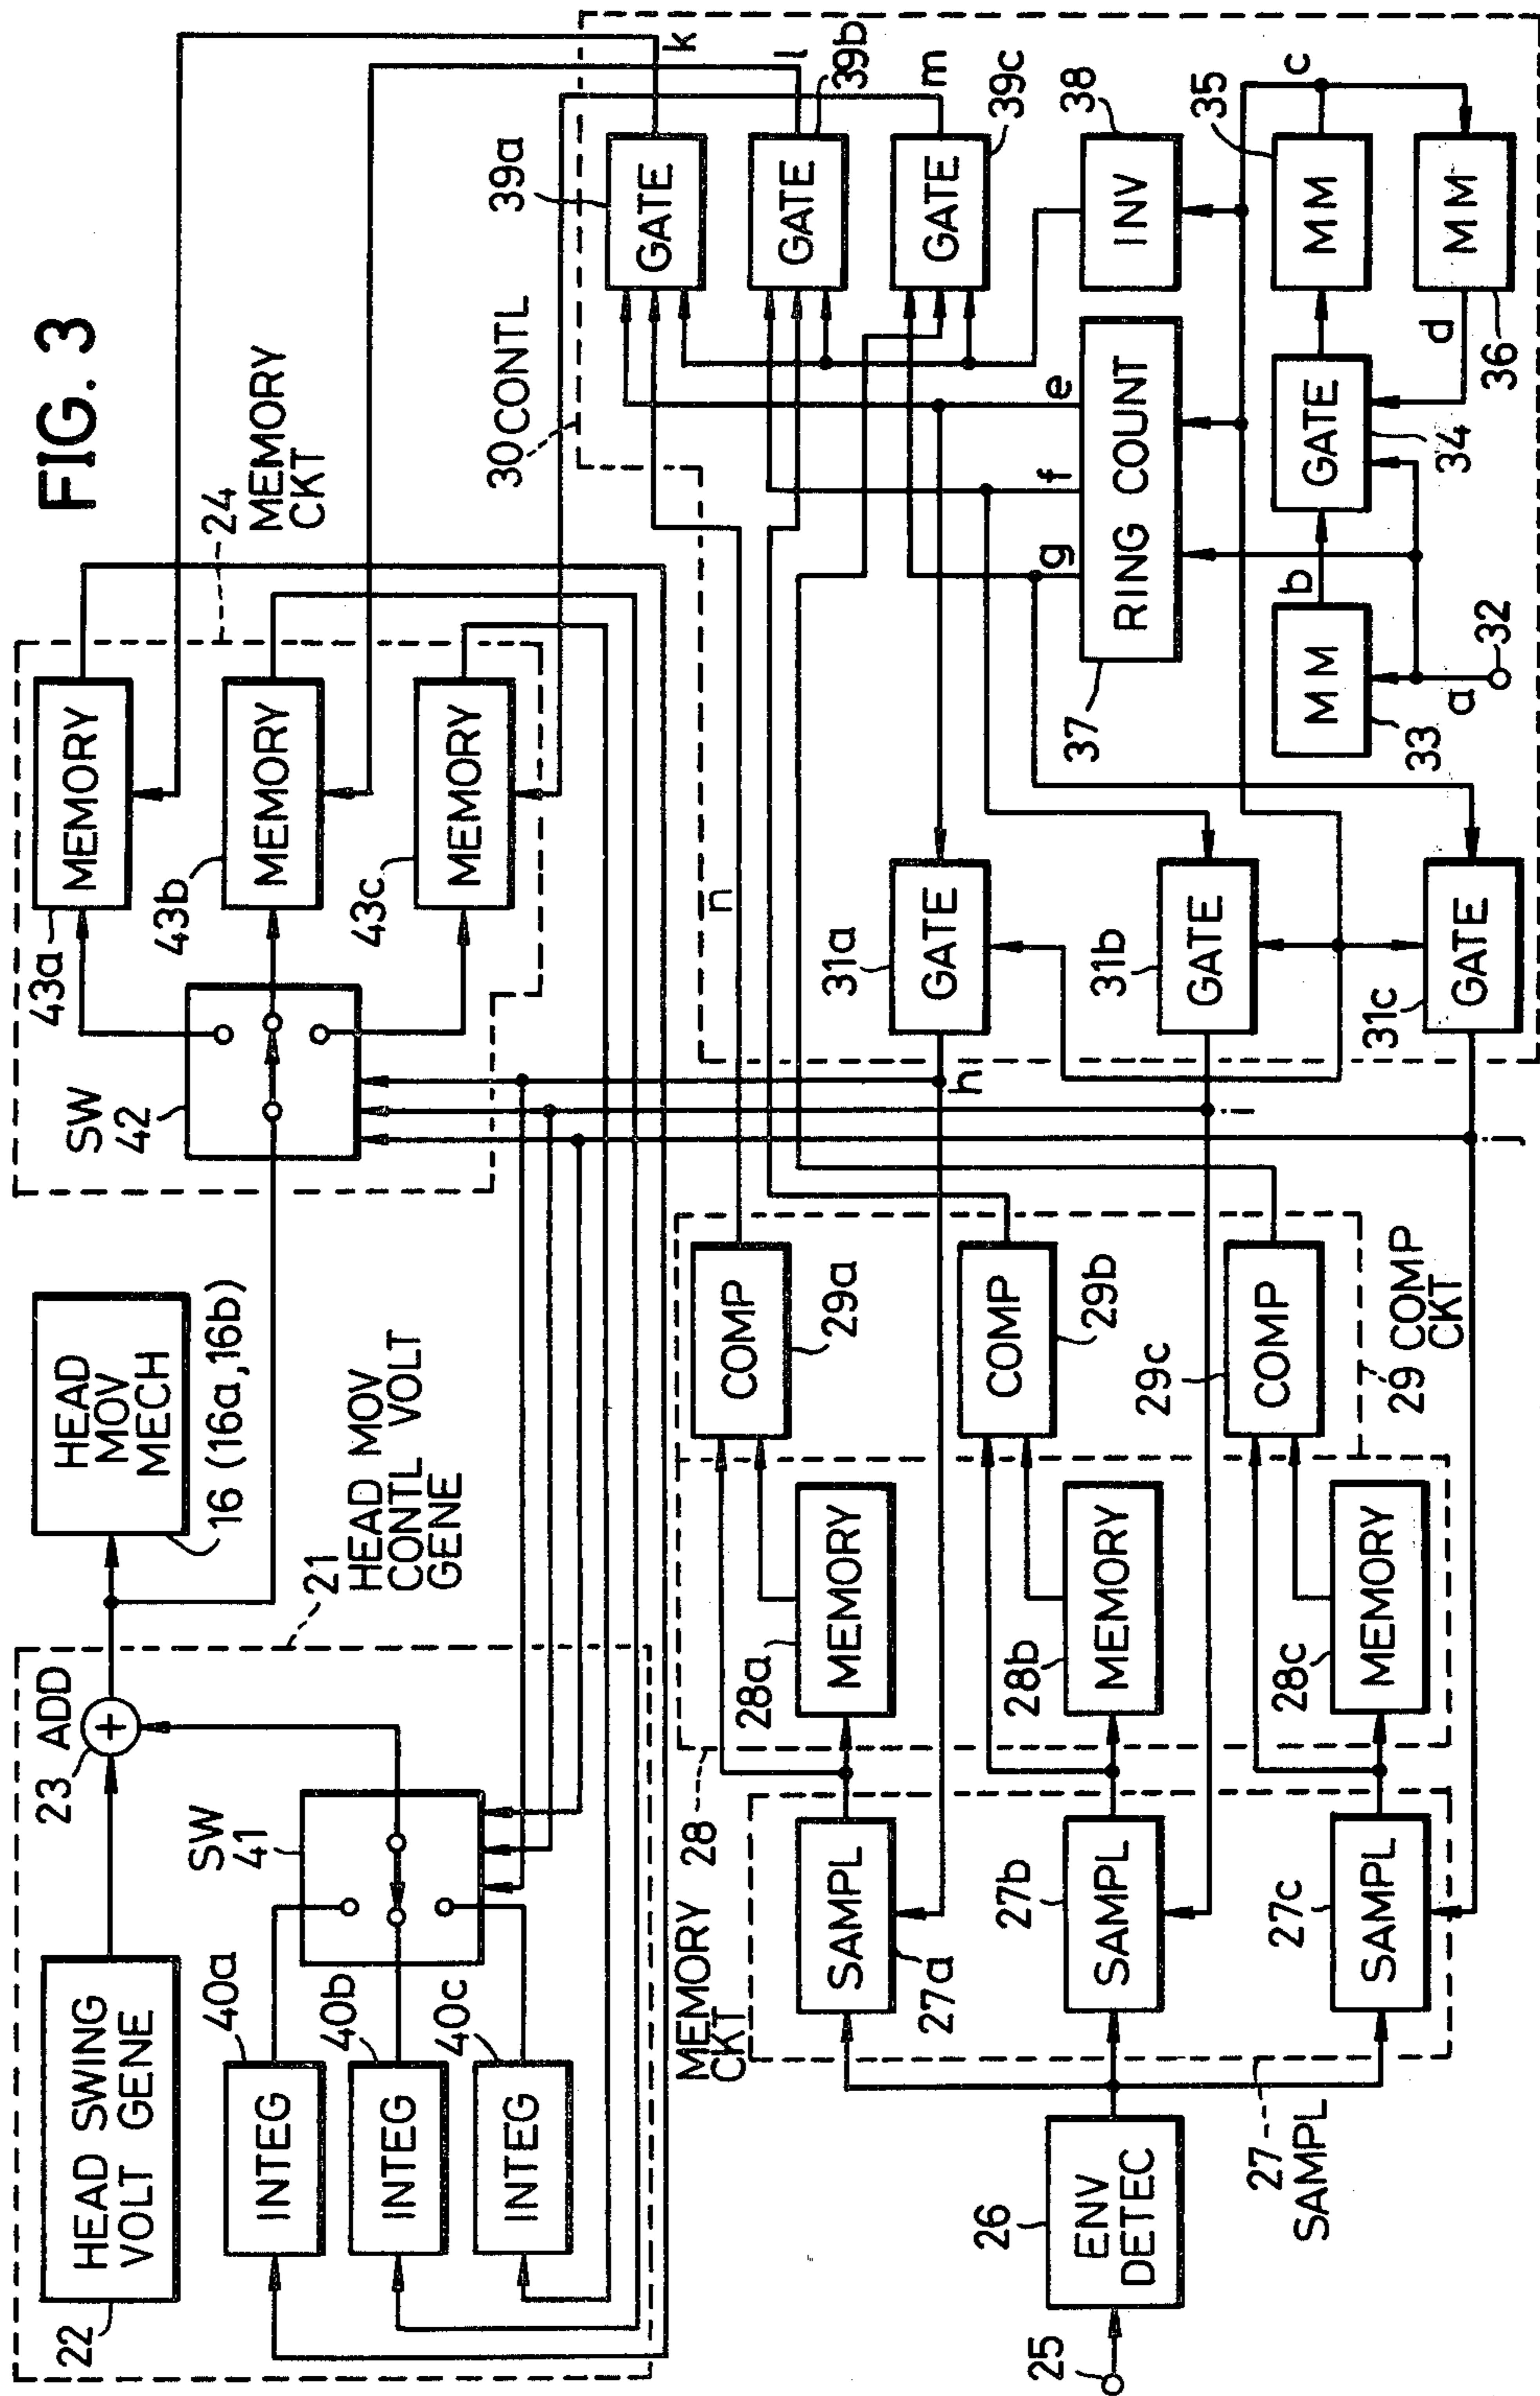 FIG. 3
HEAD SWING
VOLT GENE
22
23 ADD
HEAD
MOV
MECH
16 (16a, 16b)
21
HEAD MOV
CONTL VOLT
GENE
SW
41
INTEG
40a
INTEG
40b
INTEG
40c
SW
42
MEMORY
43a
MEMORY
43b
MEMORY
43c
24
MEMORY
CKT
30 CONTL
25
ENV
DETEC
26
27
SAMPL
SAMPL
27a
SAMPL
27b
SAMPL
27c
MEMORY
CKT
28
MEMORY
28a
MEMORY
28b
MEMORY
28c
COMP
29a
COMP
29b
COMP
29c
29 COMP
CKT
n
h
i
j
GATE
31a
GATE
31b
GATE
31c
GATE
39a
k
GATE
39b
l
GATE
39c
m
INV
38
RING COUNT
37
e
f
g
MM
33
a
32
b
GATE
34
MM
35
c
MM
36
d